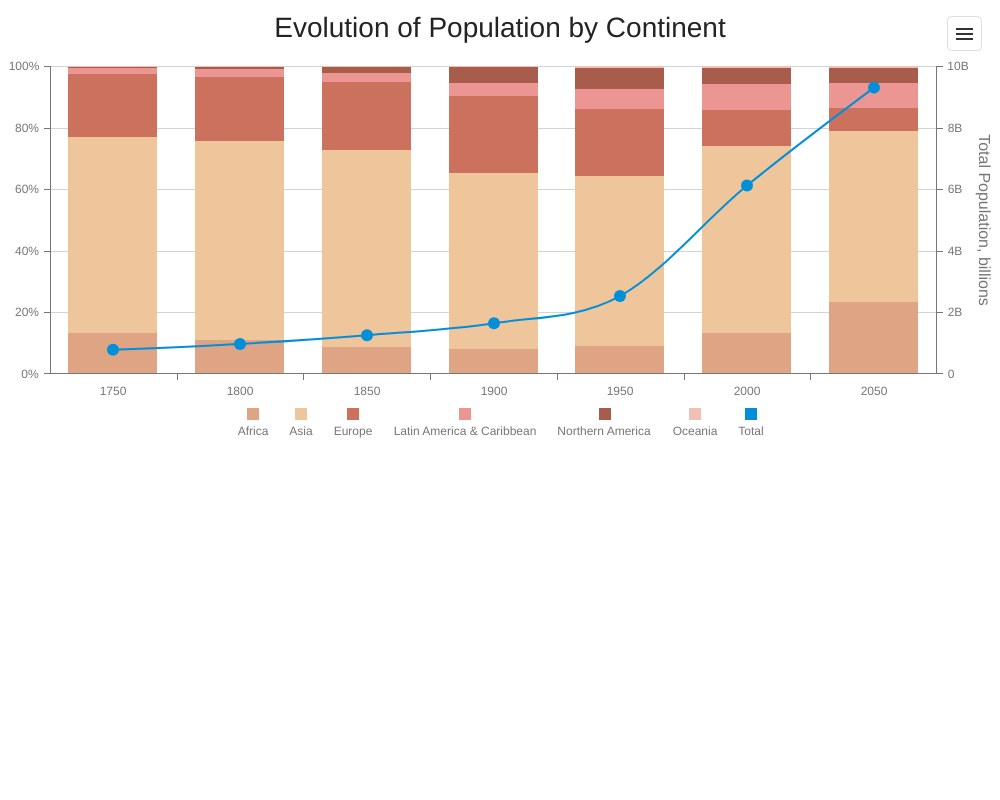 Evolution of Population by Continent
100%
80%
60%
40%
20%
0%
10B
8B
6B
4B
2B
0
Total Population, billions
1750
1800
1850
1900
1950
2000
2050
Africa
Asia
Europe
Latin America & Caribbean
Northern America
Oceania
Total